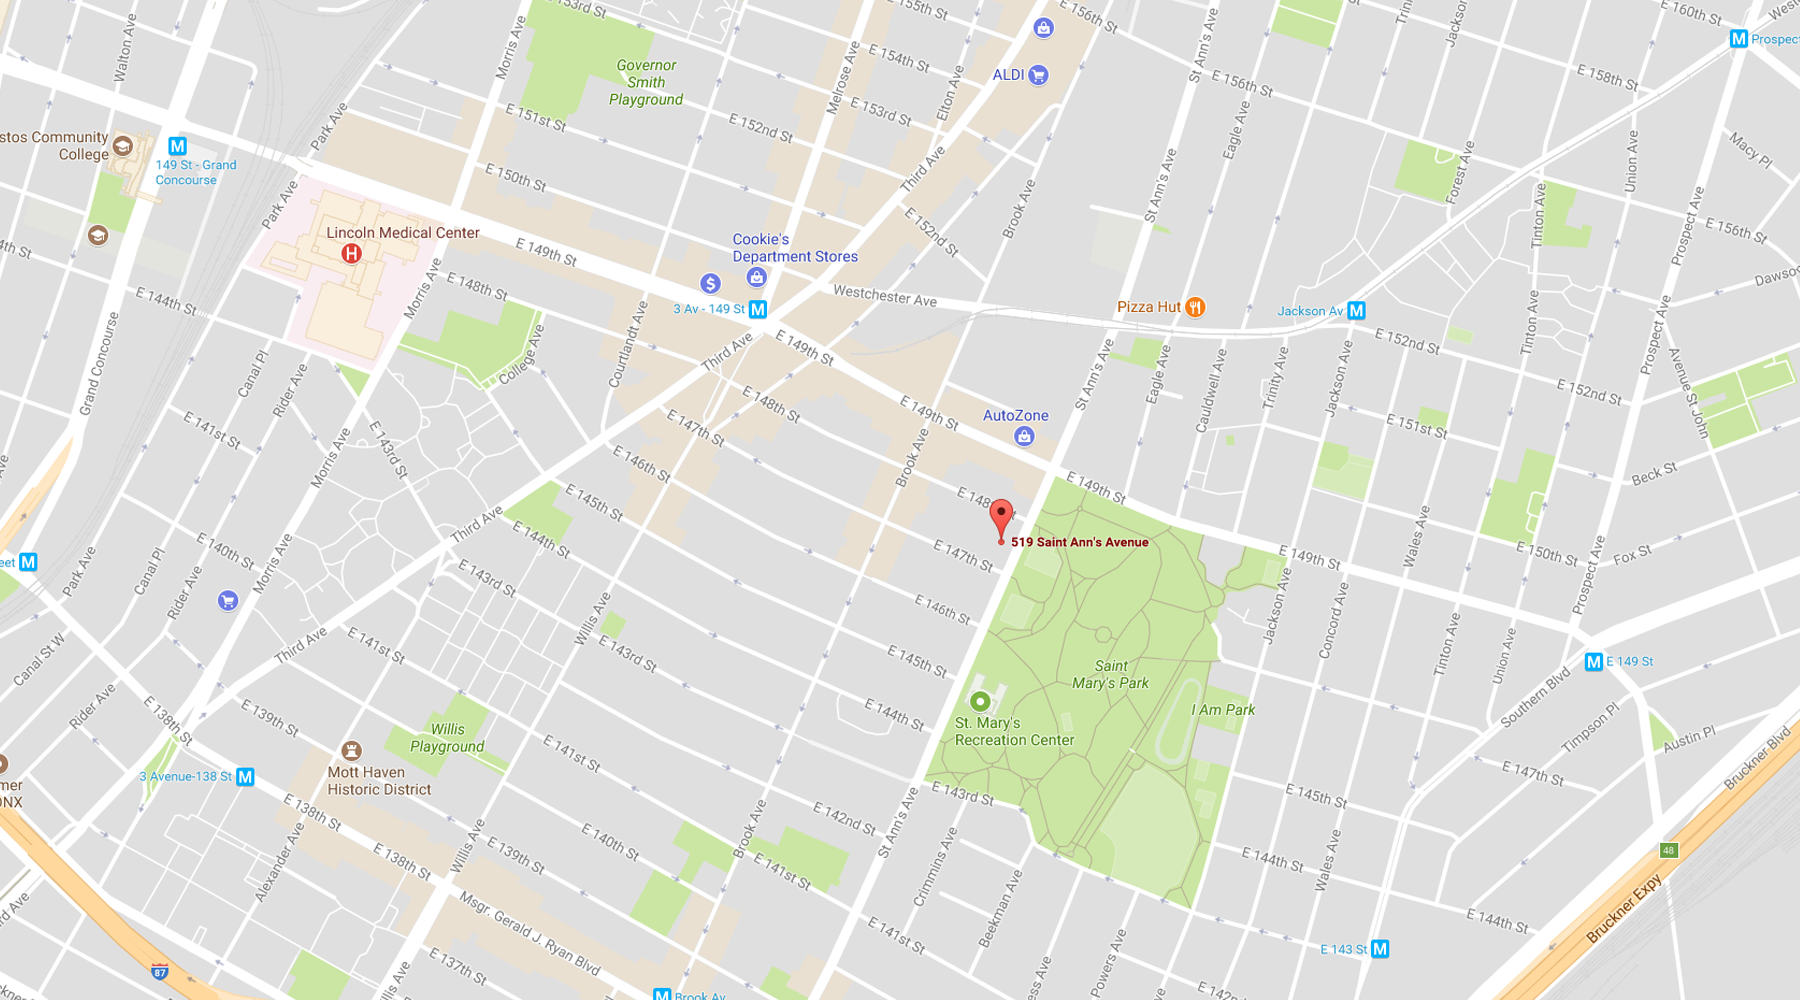 E 153rd St
E 155th St
E 156th St
E 160th St
Walton Ave
Morris Ave
Governor
Smith
Playground
Melrose Ave
E 154th St
Elton Ave
ALDI
St Ann's Ave
E 156th St
E 158th St
Prospect
Park Ave
E 151st St
E 152nd St
E 153rd St
Eagle Ave
Forest Ave
Union Ave
Macy Pl
stos Community
College
149 St - Grand
Concourse
Park Ave
E 150th St
Third Ave
Brook Ave
St Ann's Ave
Tinton Ave
Prospect Ave
E 156th St
Lincoln Medical Center
E 149th St
E 152nd St
Cookie's
Department Stores
4th St
E 144th St
Morris Ave
E 148th St
Westchester Ave
3 Av - 149 St
Pizza Hut
Jackson Av
E 152nd St
Dawson
Grand Concourse
Canal Pl
Rider Ave
College Ave
Courtlandt Ave
Third Ave
E 149th St
St Ann's Ave
Eagle Ave
Cauldwell Ave
Trinity Ave
Jackson Ave
Tinton Ave
Prospect Ave
E 152nd St
Avenue St John
E 141st St
E 143rd St
Morris Ave
E 147th St
E 148th St
E 149th St
AutoZone
E 151st St
E 146th St
Brook Ave
E 149th St
Beck St
E 145th St
E 148
519 Saint Ann's Avenue
Third Ave
E 144th St
E 147th St
E 149th St
Wales Ave
E 150th St
Fox St
eet
Park Ave
Canal Pl
E 140th St
Rider Ave
Morris Ave
E 143rd St
Willis Ave
E 146th St
Jackson Ave
Concord Ave
Prospect Ave
Canal St W
Third Ave
E 141st St
E 143rd St
E 145th St
Saint
Mary's Park
Tinton Ave
Union Ave
E 149 St
Rider Ave
E 138th St
E 139th St
Willis
Playground
E 144th St
St. Mary's
Recreation Center
I Am Park
Southern Blvd
Timpson Pl
Austin Pl
3 Avenue-138 St
Mott Haven
Historic District
E 141st St
E 143rd St
E 145th St
E 147th St
Bruckner Blvd
mer
ONX
E 138th St
E 142nd St
St Ann's Ave
Brook Ave
E 138th St
Willis Ave
E 139th St
E 140th St
E 141st St
Crimmins Ave
E 144th St
Wales Ave
48
Alexander Ave
Msgr. Gerald J. Ryan Blvd
E 141st St
Beekman Ave
E 144th St
Bruckner Expy
E 137th St
87
Powers Ave
E 143 St
Brook Av